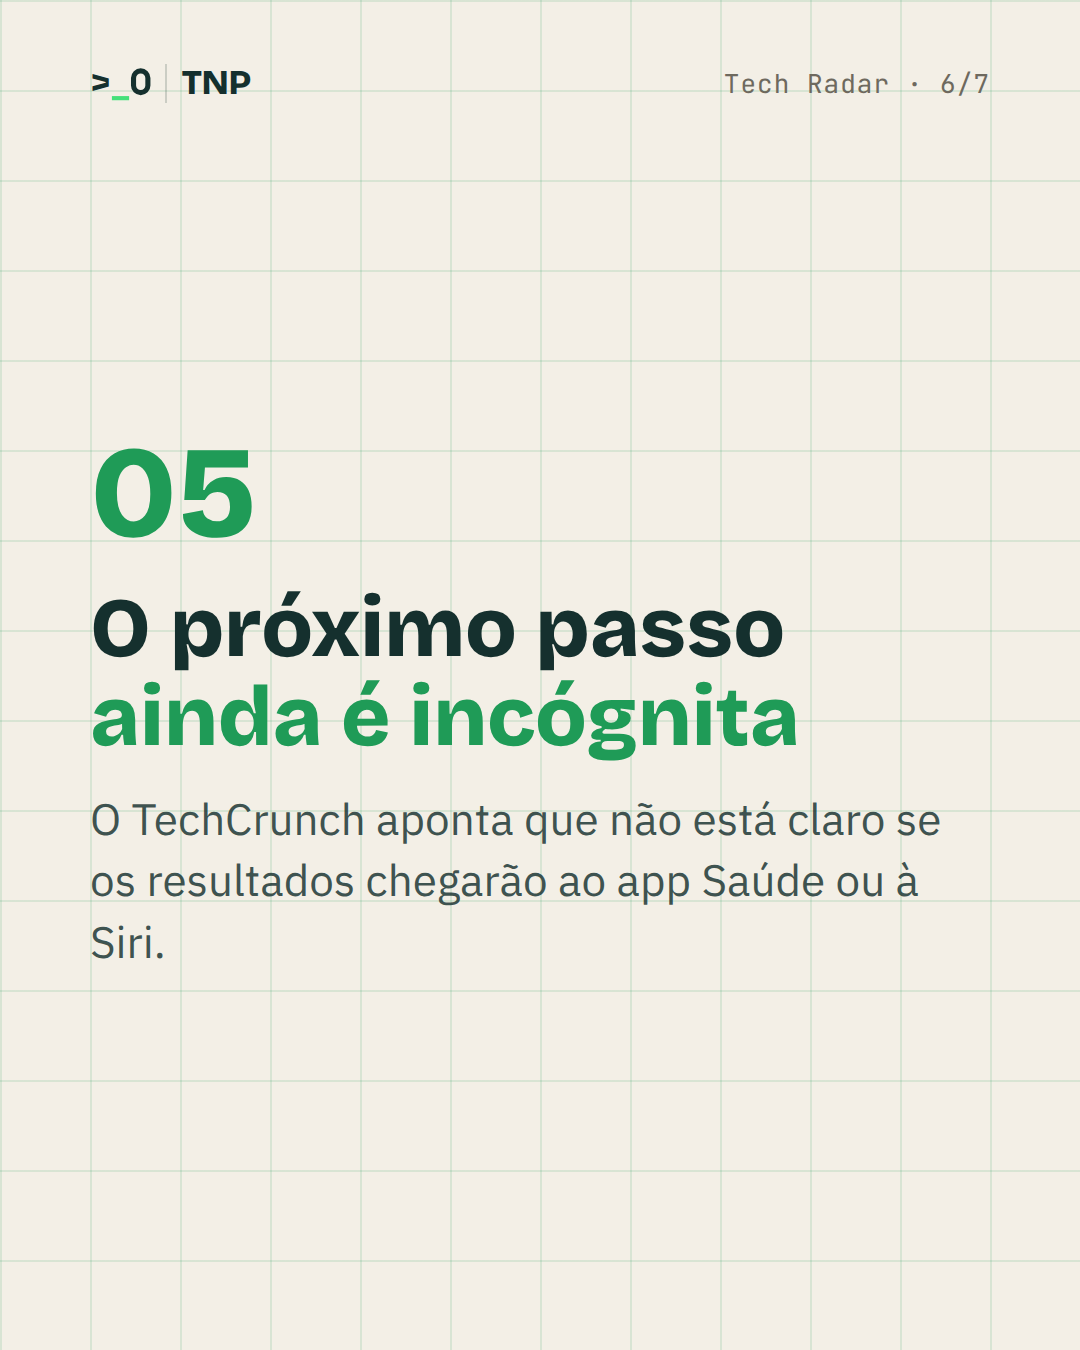 >_0 TNP
Tech Radar · 6/7
05
O próximo passo
ainda é incógnita
O TechCrunch aponta que não está claro se
os resultados chegarão ao app Saúde ou à
Siri.